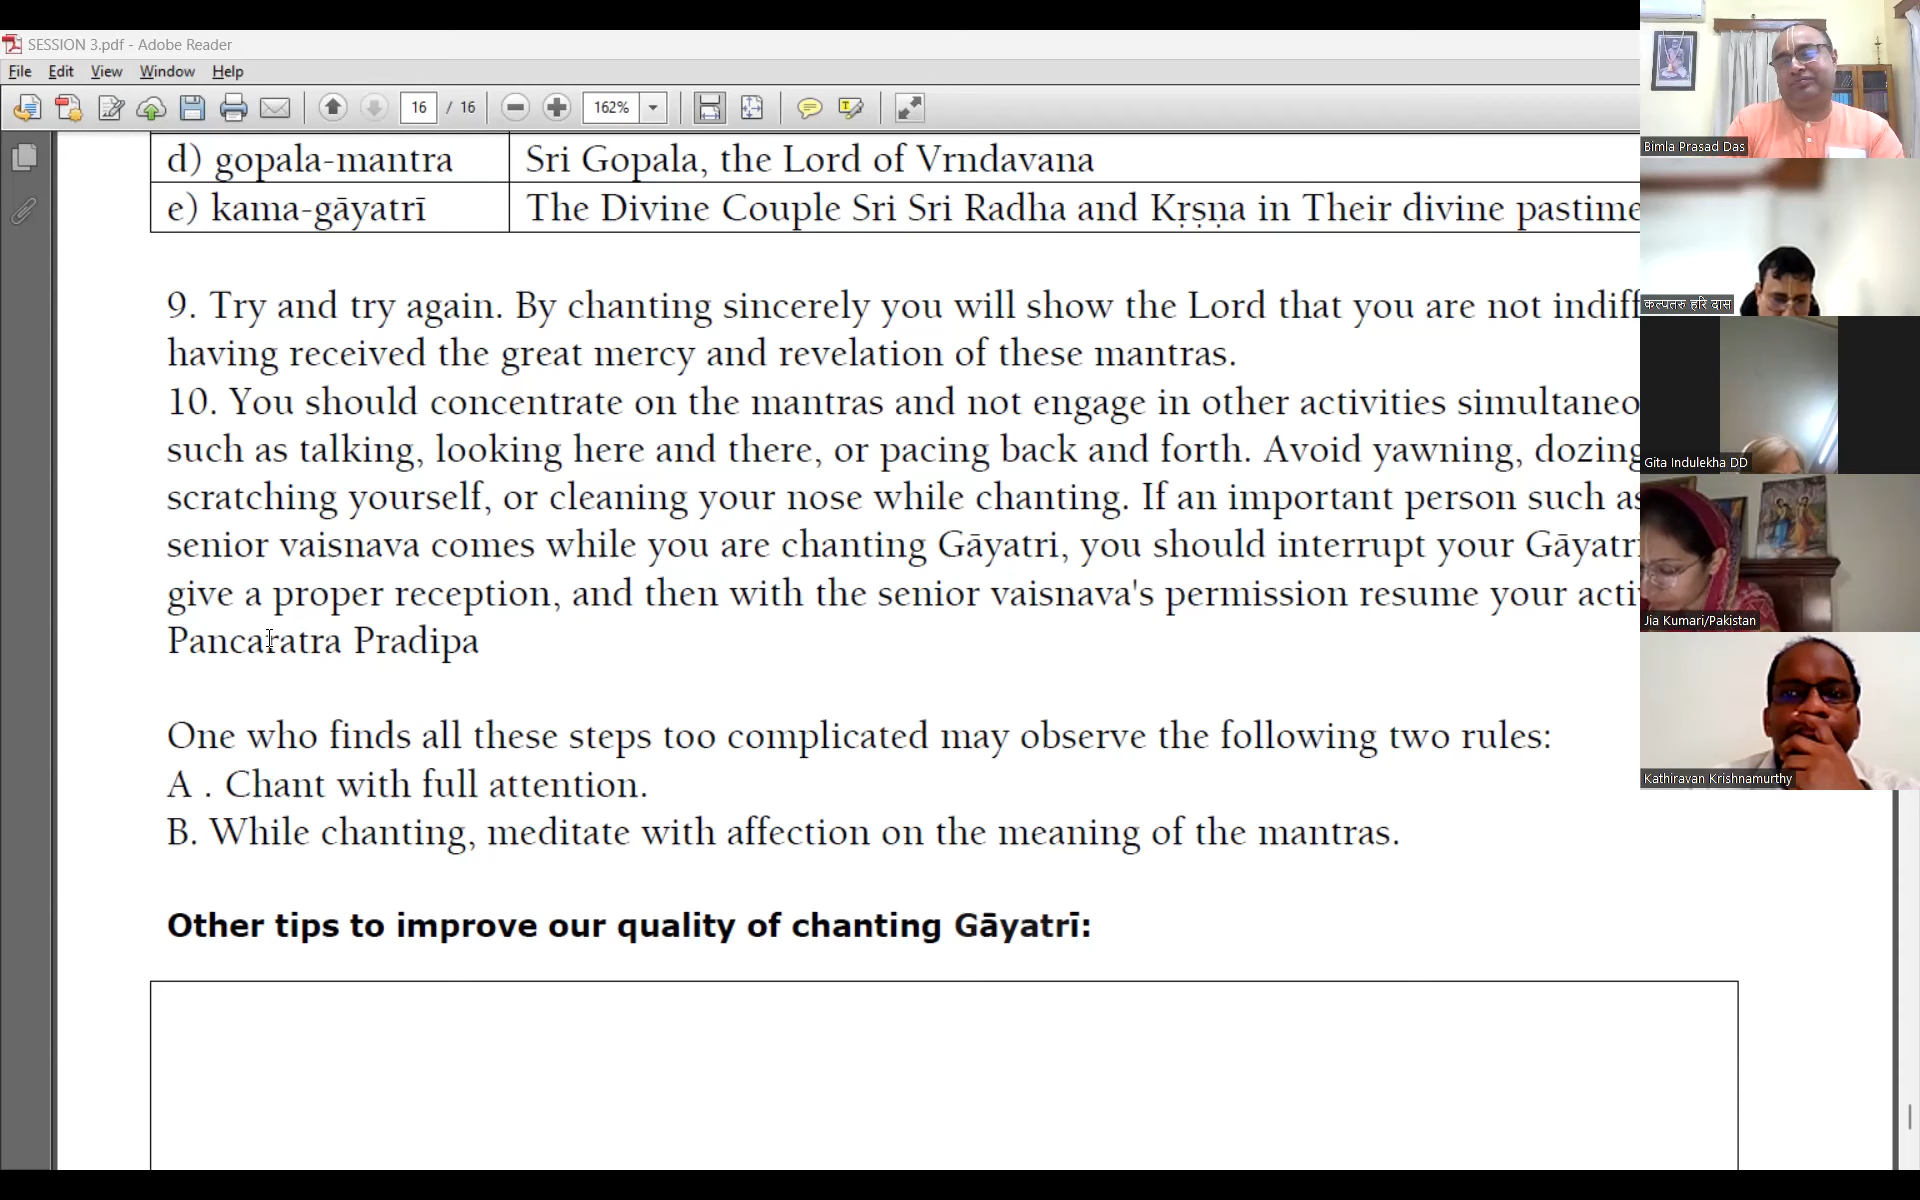 SESSION 3.pdf - Adobe Reader
File Edit View Window Help
16 / 16 162%
d) gopala-mantra Sri Gopala, the Lord of Vrndavana
e) kama-gāyatrī The Divine Couple Sri Sri Radha and Kṛṣṇa in Their divine pastime
9. Try and try again. By chanting sincerely you will show the Lord that you are not indiff
having received the great mercy and revelation of these mantras.
10. You should concentrate on the mantras and not engage in other activities simultaneo
such as talking, looking here and there, or pacing back and forth. Avoid yawning, dozing
scratching yourself, or cleaning your nose while chanting. If an important person such as
senior vaisnava comes while you are chanting Gāyatri, you should interrupt your Gāyatr
give a proper reception, and then with the senior vaisnava's permission resume your acti
Pancaratra Pradipa
One who finds all these steps too complicated may observe the following two rules:
A . Chant with full attention.
B. While chanting, meditate with affection on the meaning of the mantras.
Other tips to improve our quality of chanting Gāyatrī:
Bimla Prasad Das
कल्पतरु हरि दास
Gita Indulekha DD
Jia Kumari/Pakistan
Kathiravan Krishnamurthy